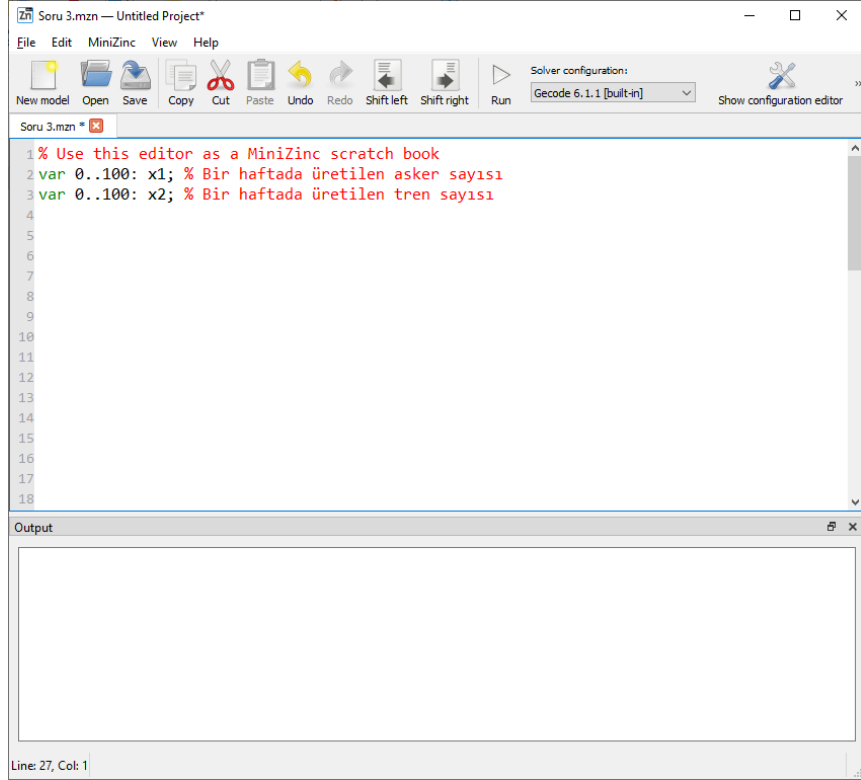 Zn Soru 3.mzn — Untitled Project*
File Edit MiniZinc View Help
New model Open Save Copy Cut Paste Undo Redo Shift left Shift right Run Solver configuration: Gecode 6.1.1 [built-in] Show configuration editor »
Soru 3.mzn *
1 % Use this editor as a MiniZinc scratch book
2 var 0..100: x1; % Bir haftada üretilen asker sayısı
3 var 0..100: x2; % Bir haftada üretilen tren sayısı
4
5
6
7
8
9
10
11
12
13
14
15
16
17
18
Output
Line: 27, Col: 1